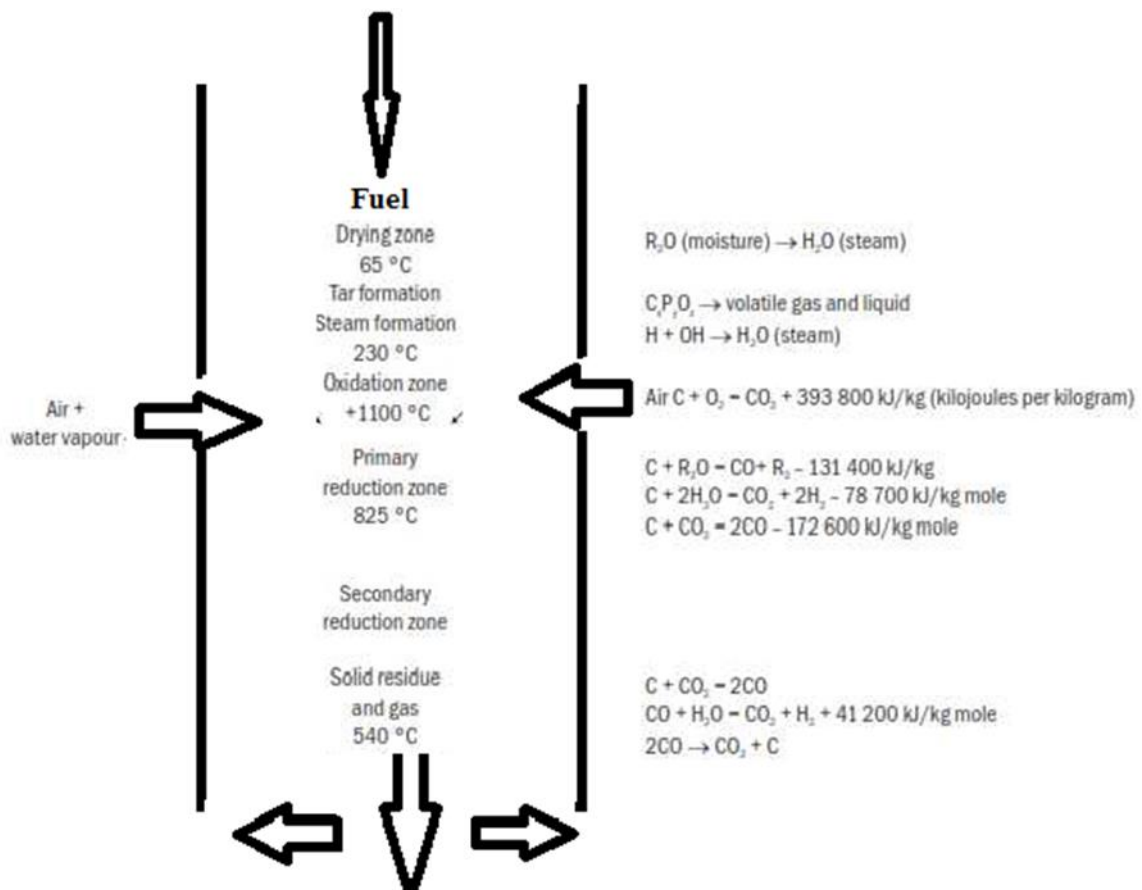 Fuel
Drying zone
65 °C
Tar formation
Steam formation
230 °C
Oxidation zone
+1100 °C
Air +
water vapour
Primary
reduction zone
825 °C
Secondary
reduction zone
Solid residue
and gas
540 °C
R₂O (moisture) → H₂O (steam)
→ volatile gas and liquid
H + OH → H₂O (steam)
Air C + O₂ = CO₂ + 393 800 kJ/kg (kilojoules per kilogram)
C + R₂O = CO+ R₂ – 131 400 kJ/kg
C + 2H₂O = CO₂ + 2H₂ – 78 700 kJ/kg mole
C + CO₂ = 2CO – 172 600 kJ/kg mole
C + CO₂ = 2CO
CO + H₂O = CO₂ + H₂ + 41 200 kJ/kg mole
2CO → CO₂ + C